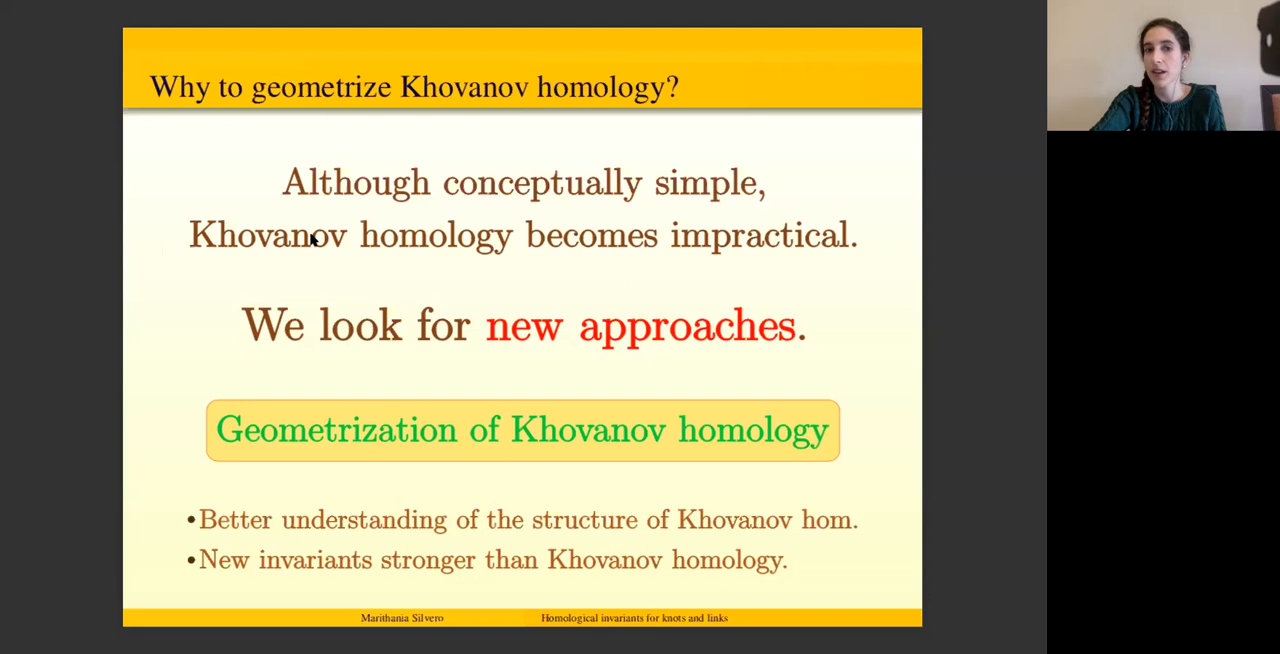 Why to geometrize Khovanov homology?
Although conceptually simple,
Khovanov homology becomes impractical.
We look for new approaches.
Geometrization of Khovanov homology
•Better understanding of the structure of Khovanov hom.
•New invariants stronger than Khovanov homology.
Marithania Silvero Homological invariants for knots and links